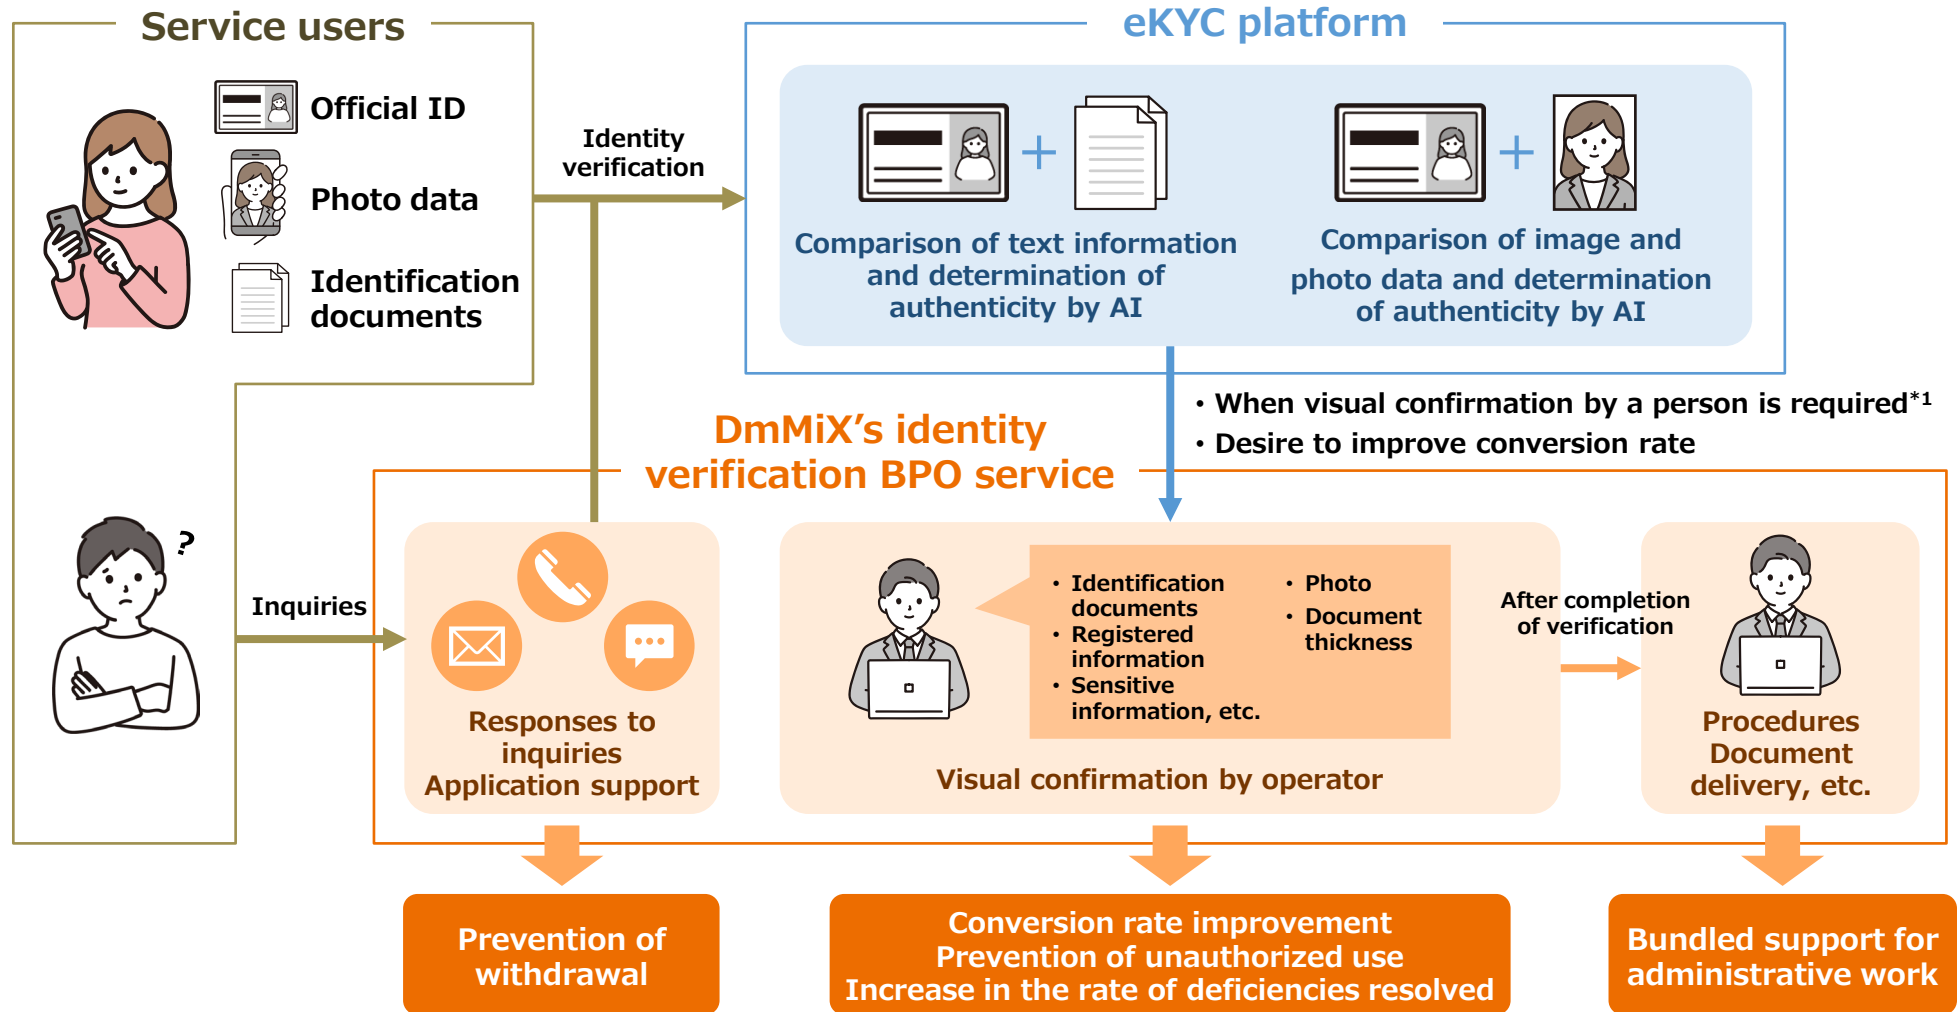 Service users
Official ID
Photo data
Identification
documents
Identity
verification
eKYC platform
Comparison of text information
and determination of
authenticity by AI
Comparison of image and
photo data and determination
of authenticity by AI
・When visual confirmation by a person is required*1
・Desire to improve conversion rate
DmMiX’s identity
verification BPO service
?
Inquiries
Responses to
inquiries
Application support
・Identification
documents
・Registered
information
・Sensitive
information, etc.
・Photo
・Document
thickness
Visual confirmation by operator
After completion
of verification
Procedures
Document
delivery, etc.
Prevention of
withdrawal
Conversion rate improvement
Prevention of unauthorized use
Increase in the rate of deficiencies resolved
Bundled support for
administrative work